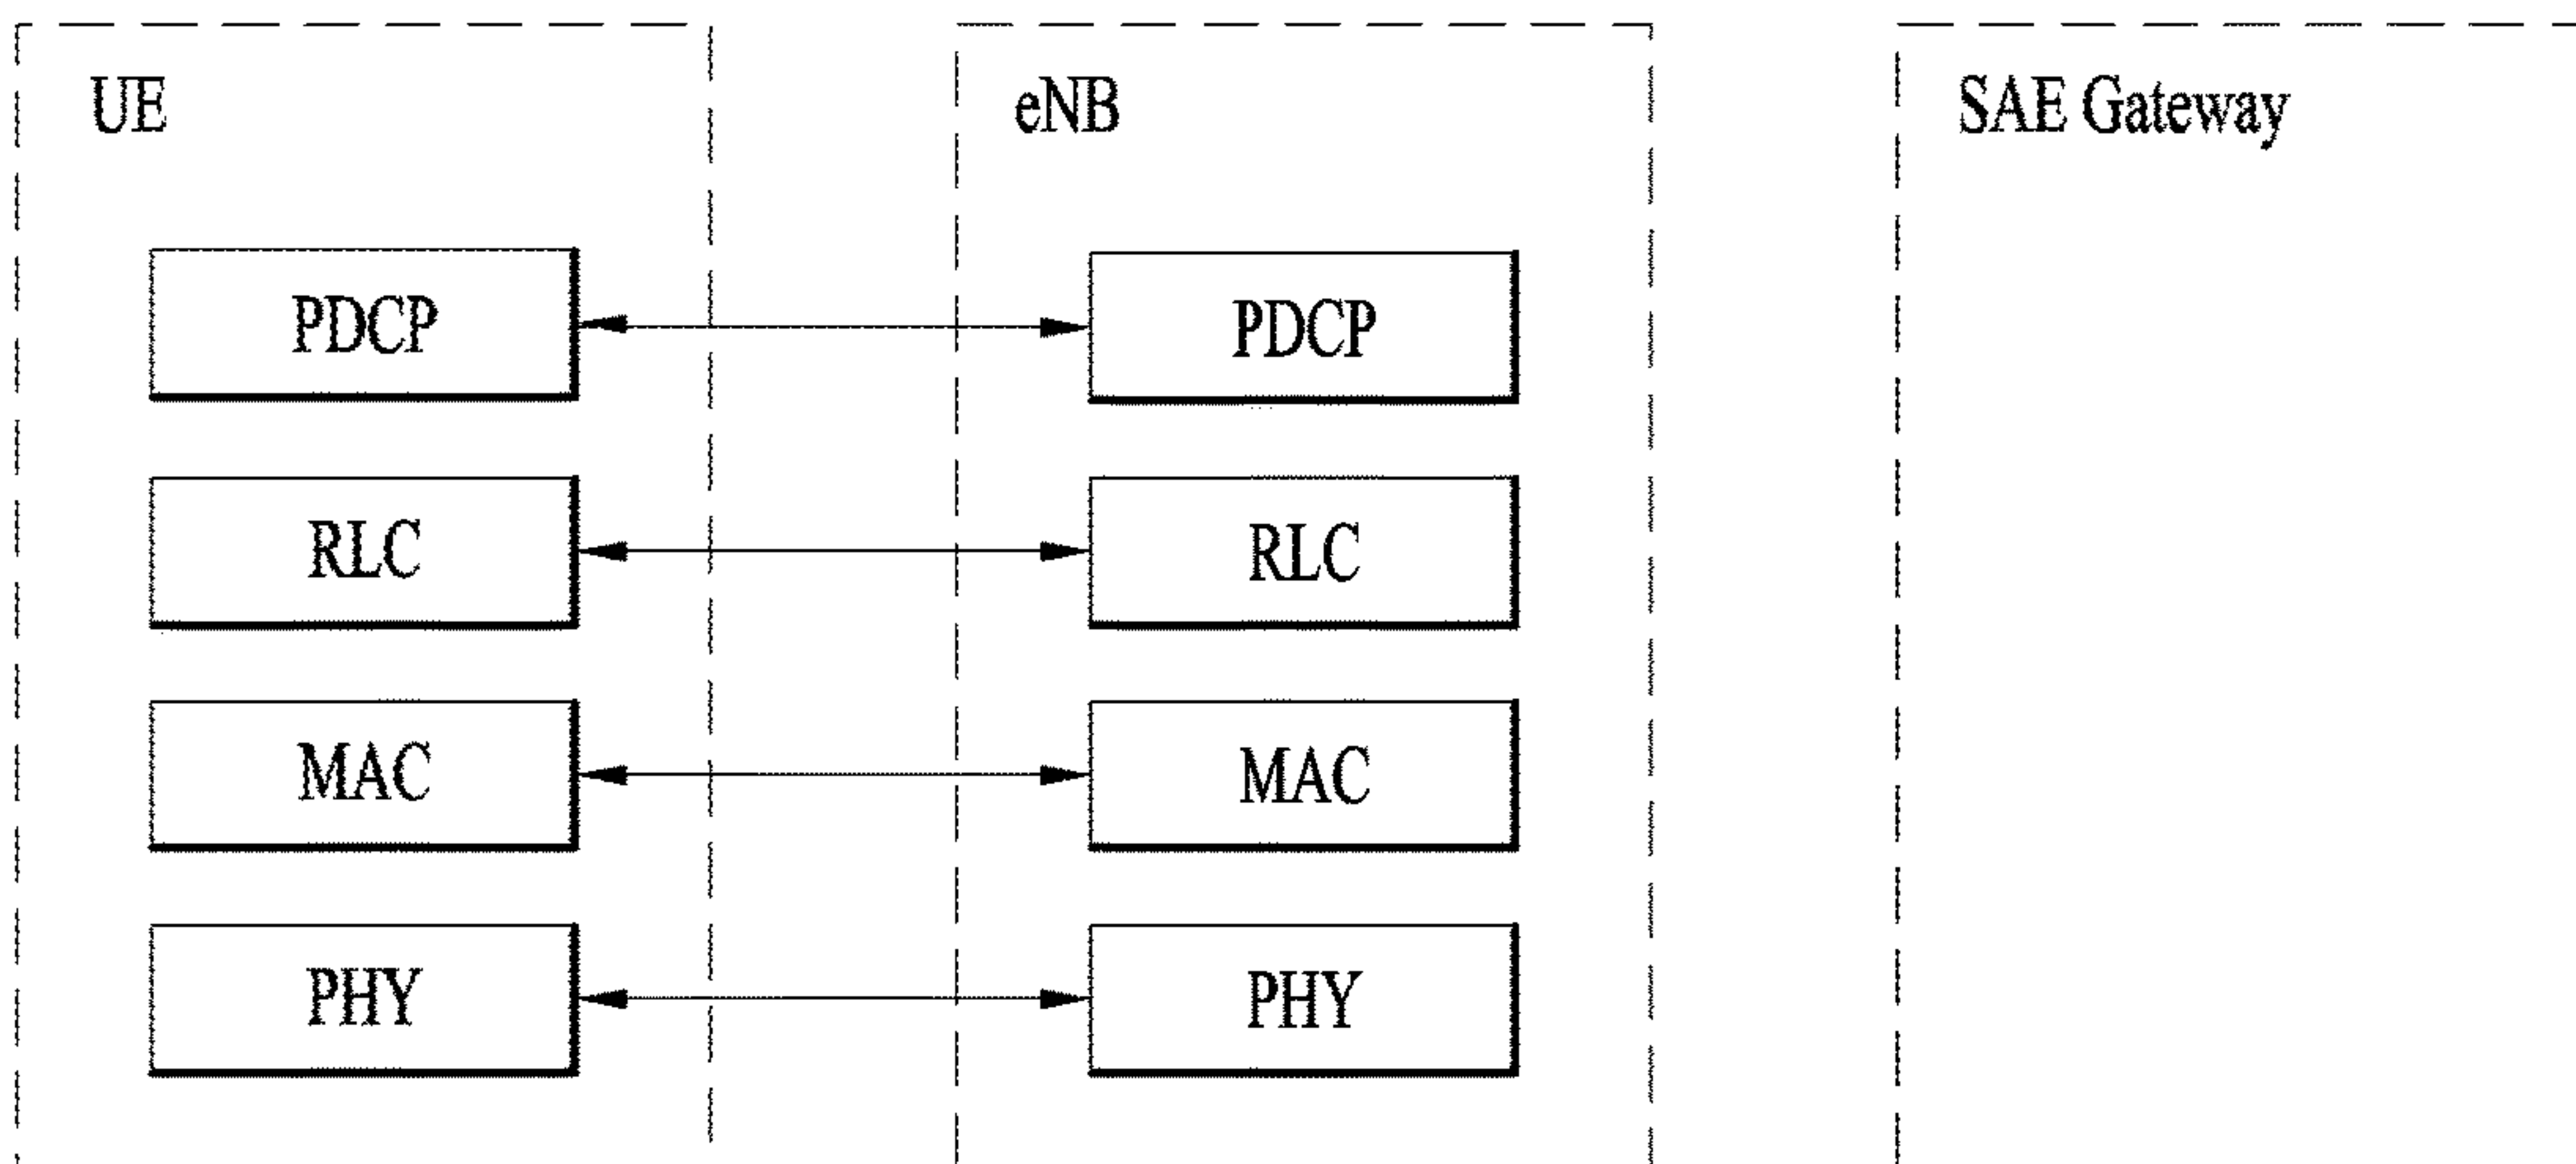 UE
eNB
SAE Gateway
PDCP
PDCP
RLC
RLC
MAC
MAC
PHY
PHY